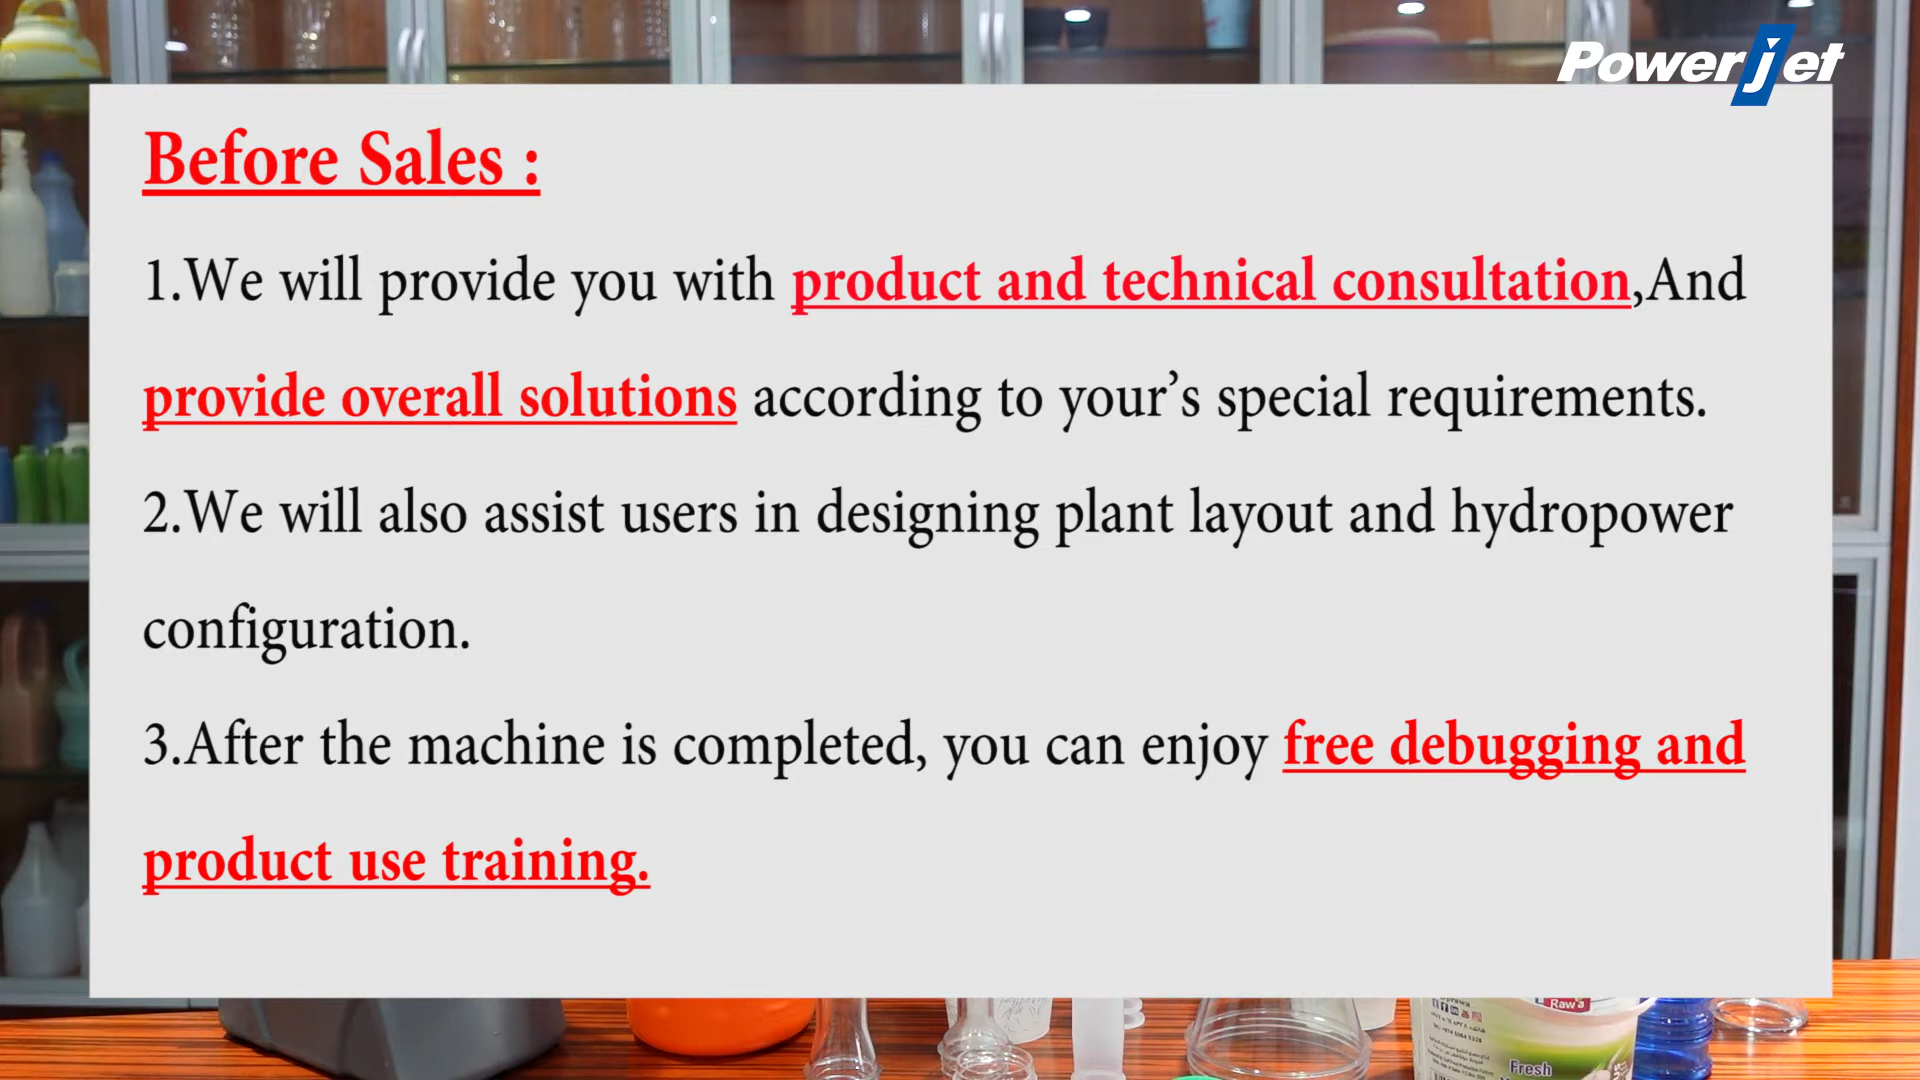 Powerjet
Before Sales :
1.We will provide you with product and technical consultation,And
provide overall solutions according to your’s special requirements.
2.We will also assist users in designing plant layout and hydropower
configuration.
3.After the machine is completed, you can enjoy free debugging and
product use training.
Raw'a
Fresh